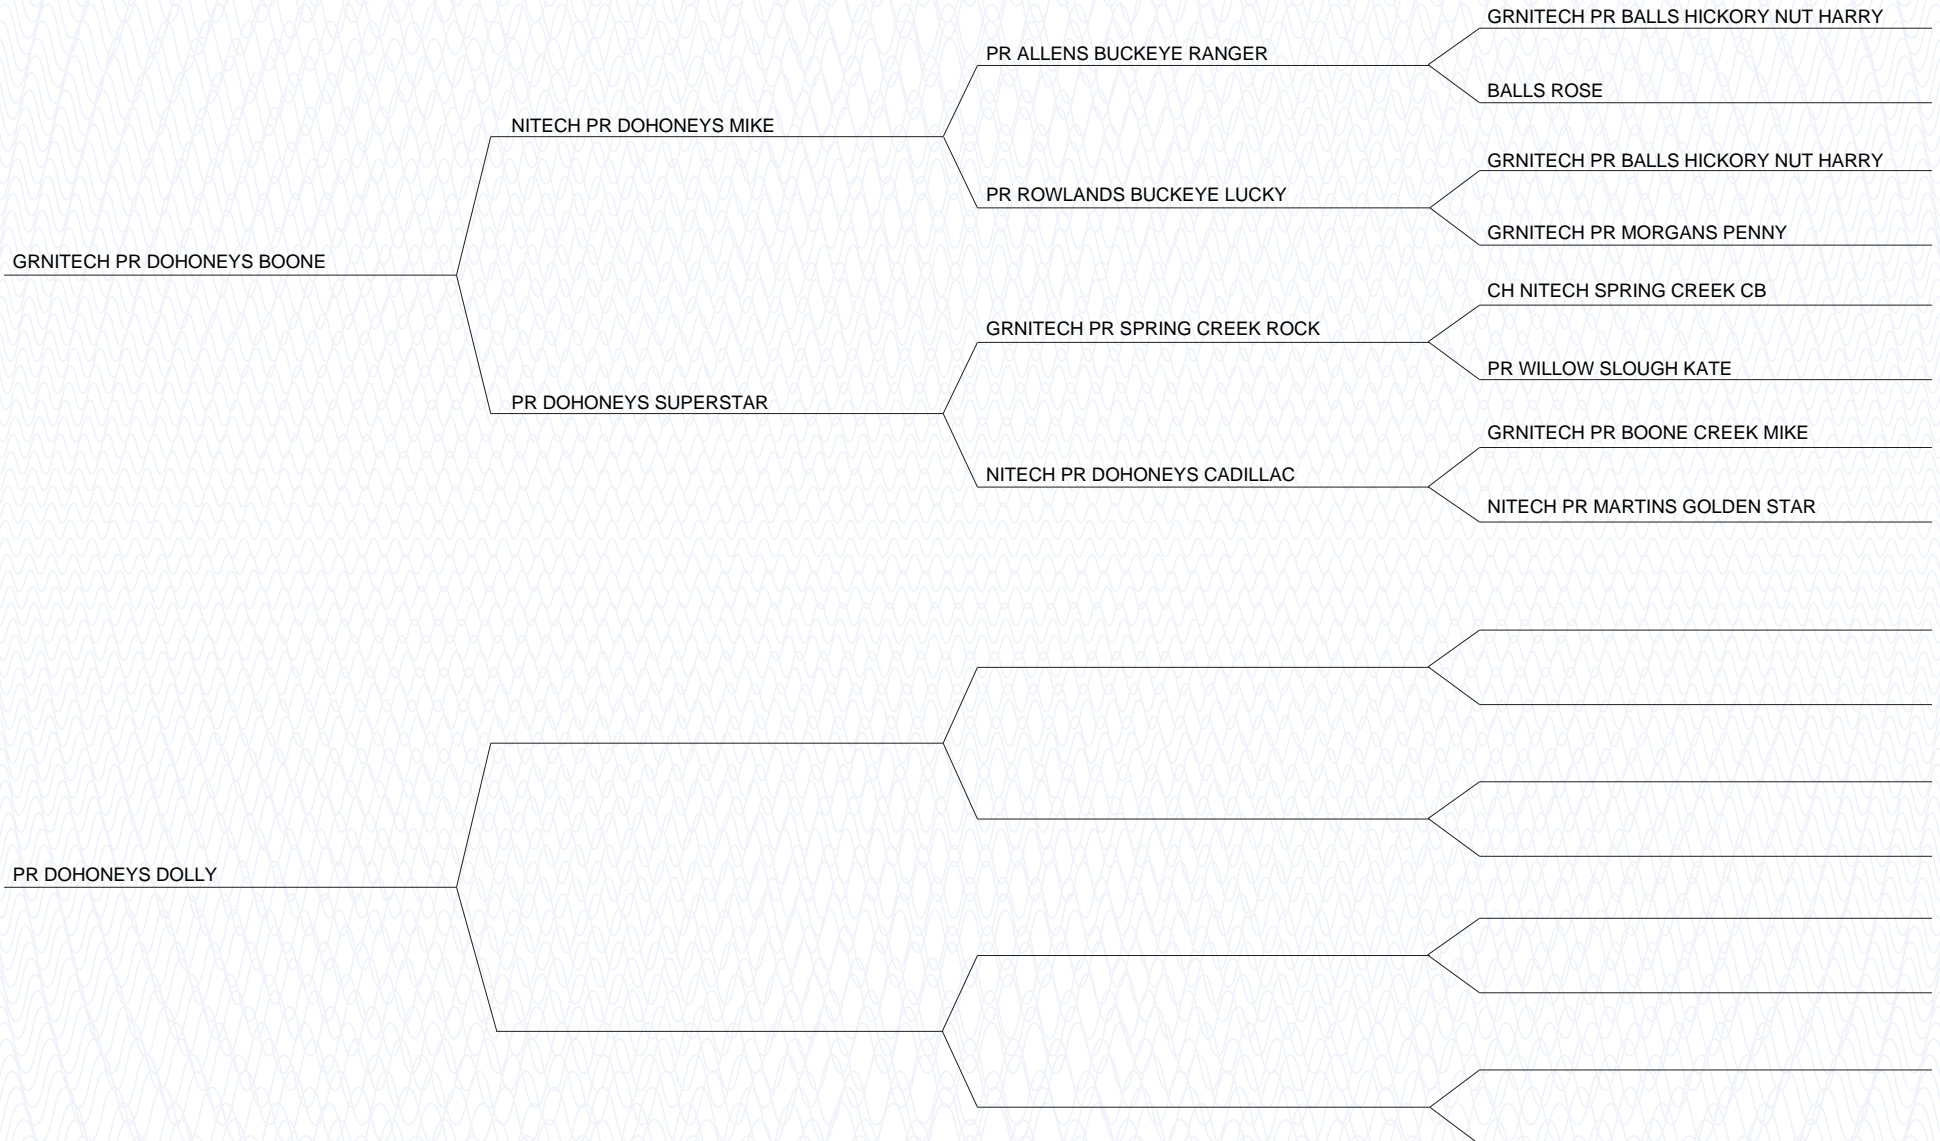 GRNITECH PR BALLS HICKORY NUT HARRY
PR ALLENS BUCKEYE RANGER
BALLS ROSE
NITECH PR DOHONEYS MIKE
GRNITECH PR BALLS HICKORY NUT HARRY
PR ROWLANDS BUCKEYE LUCKY
GRNITECH PR MORGANS PENNY
GRNITECH PR DOHONEYS BOONE
CH NITECH SPRING CREEK CB
GRNITECH PR SPRING CREEK ROCK
PR WILLOW SLOUGH KATE
PR DOHONEYS SUPERSTAR
GRNITECH PR BOONE CREEK MIKE
NITECH PR DOHONEYS CADILLAC
NITECH PR MARTINS GOLDEN STAR
PR DOHONEYS DOLLY